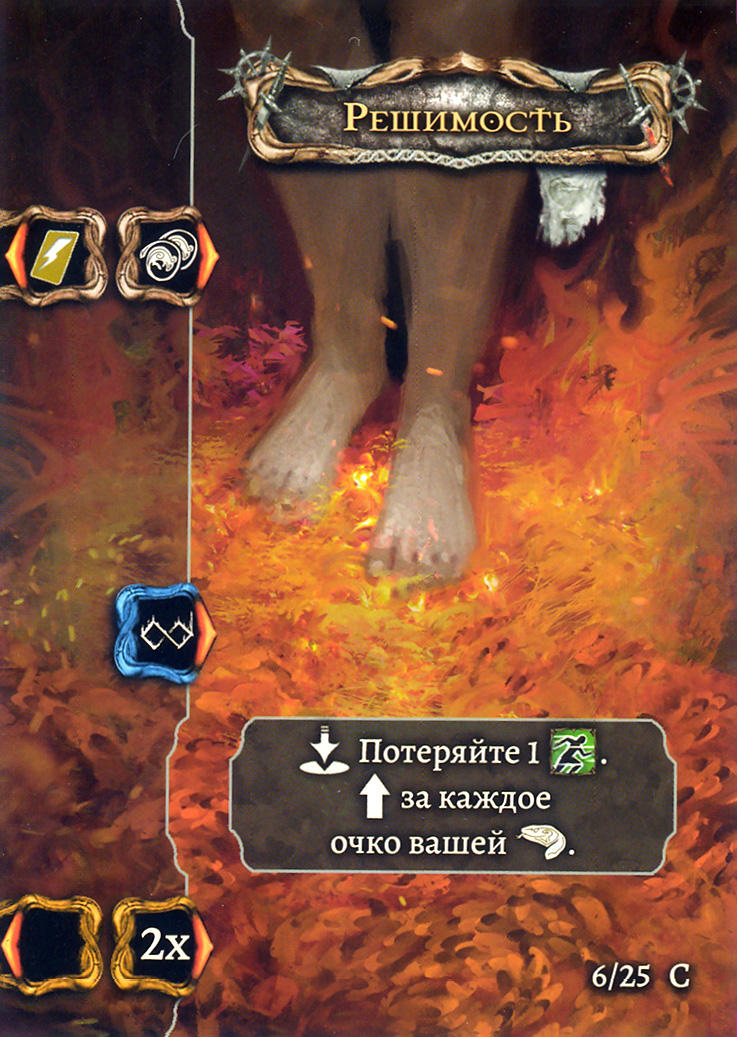 Решимость
Потеряйте 1 .
за каждое
очко вашей .
2x
6/25 C